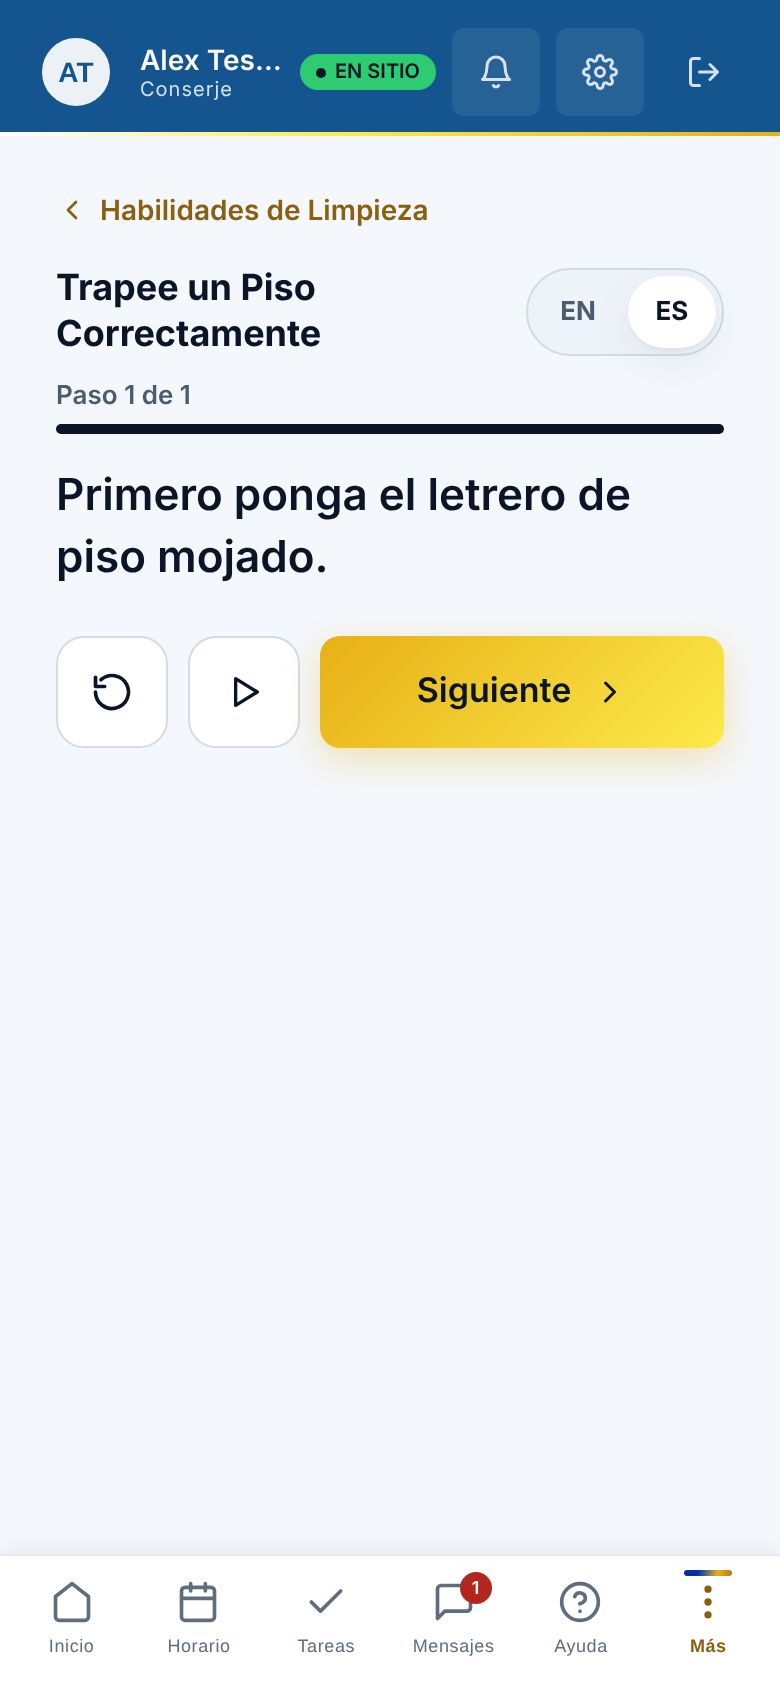 AT
Alex Tes...
Conserje
EN SITIO
Habilidades de Limpieza
Trapee un Piso
Correctamente
EN
ES
Paso 1 de 1
Primero ponga el letrero de
piso mojado.
Siguiente
1
Inicio
Horario
Tareas
Mensajes
Ayuda
Más